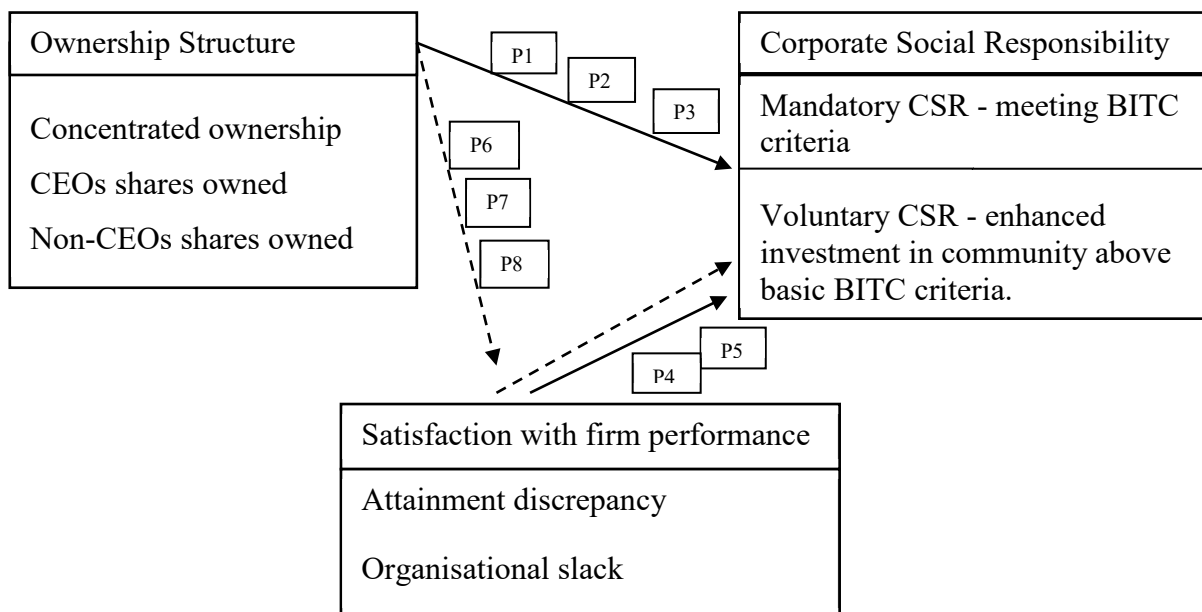 Ownership Structure
Concentrated ownership
CEOs shares owned
Non-CEOs shares owned
P1
P2
P3
P6
P7
P8
Corporate Social Responsibility
Mandatory CSR - meeting BITC
criteria
Voluntary CSR - enhanced
investment in community above
basic BITC criteria.
P5
P4
Satisfaction with firm performance
Attainment discrepancy
Organisational slack